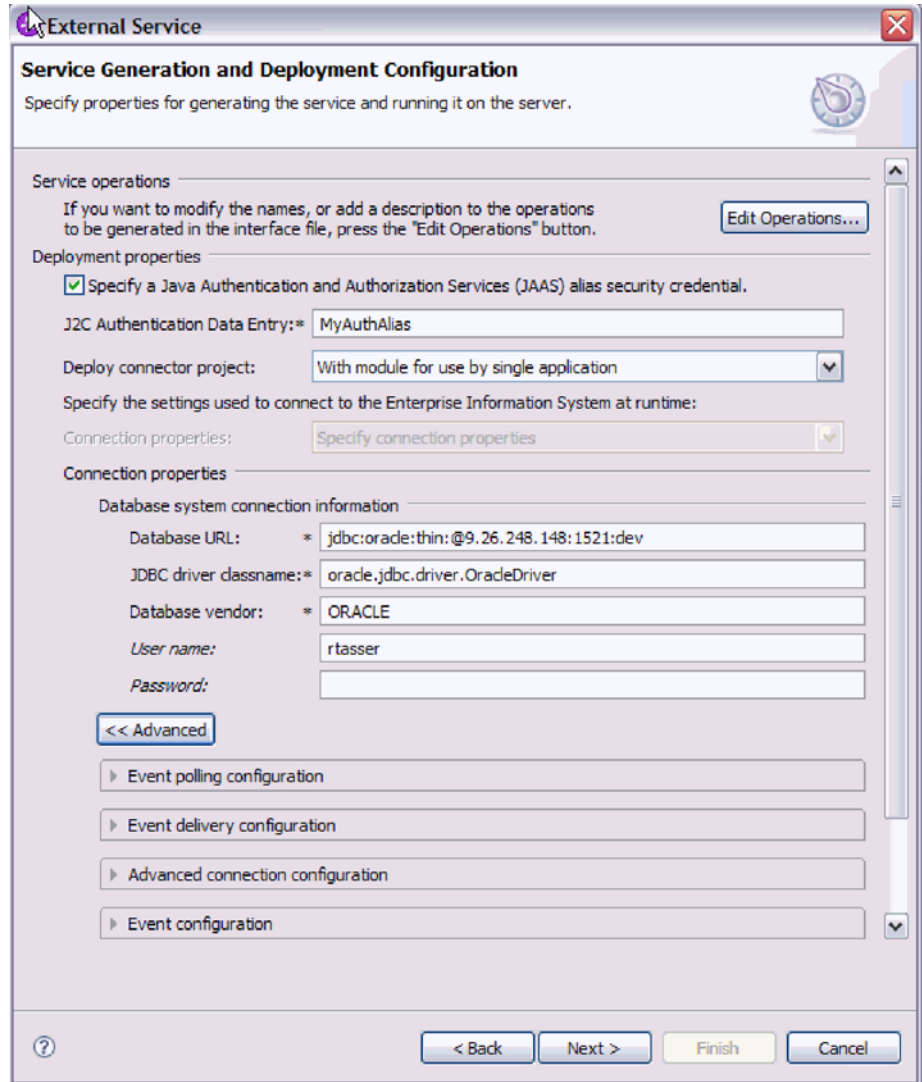 External Service
Service Generation and Deployment Configuration
Specify properties for generating the service and running it on the server.
Service operations
If you want to modify the names, or add a description to the operations
to be generated in the interface file, press the "Edit Operations" button.
Edit Operations...
Deployment properties
Specify a Java Authentication and Authorization Services (JAAS) alias security credential.
J2C Authentication Data Entry:* MyAuthAlias
Deploy connector project: With module for use by single application
Specify the settings used to connect to the Enterprise Information System at runtime:
Connection properties: Specify connection properties
Connection properties
Database system connection information
Database URL: * jdbc:oracle:thin:@9.26.248.148:1521:dev
JDBC driver classname:* oracle.jdbc.driver.OracleDriver
Database vendor: * ORACLE
User name: rtasser
Password:
<< Advanced
Event polling configuration
Event delivery configuration
Advanced connection configuration
Event configuration
? < Back Next > Finish Cancel